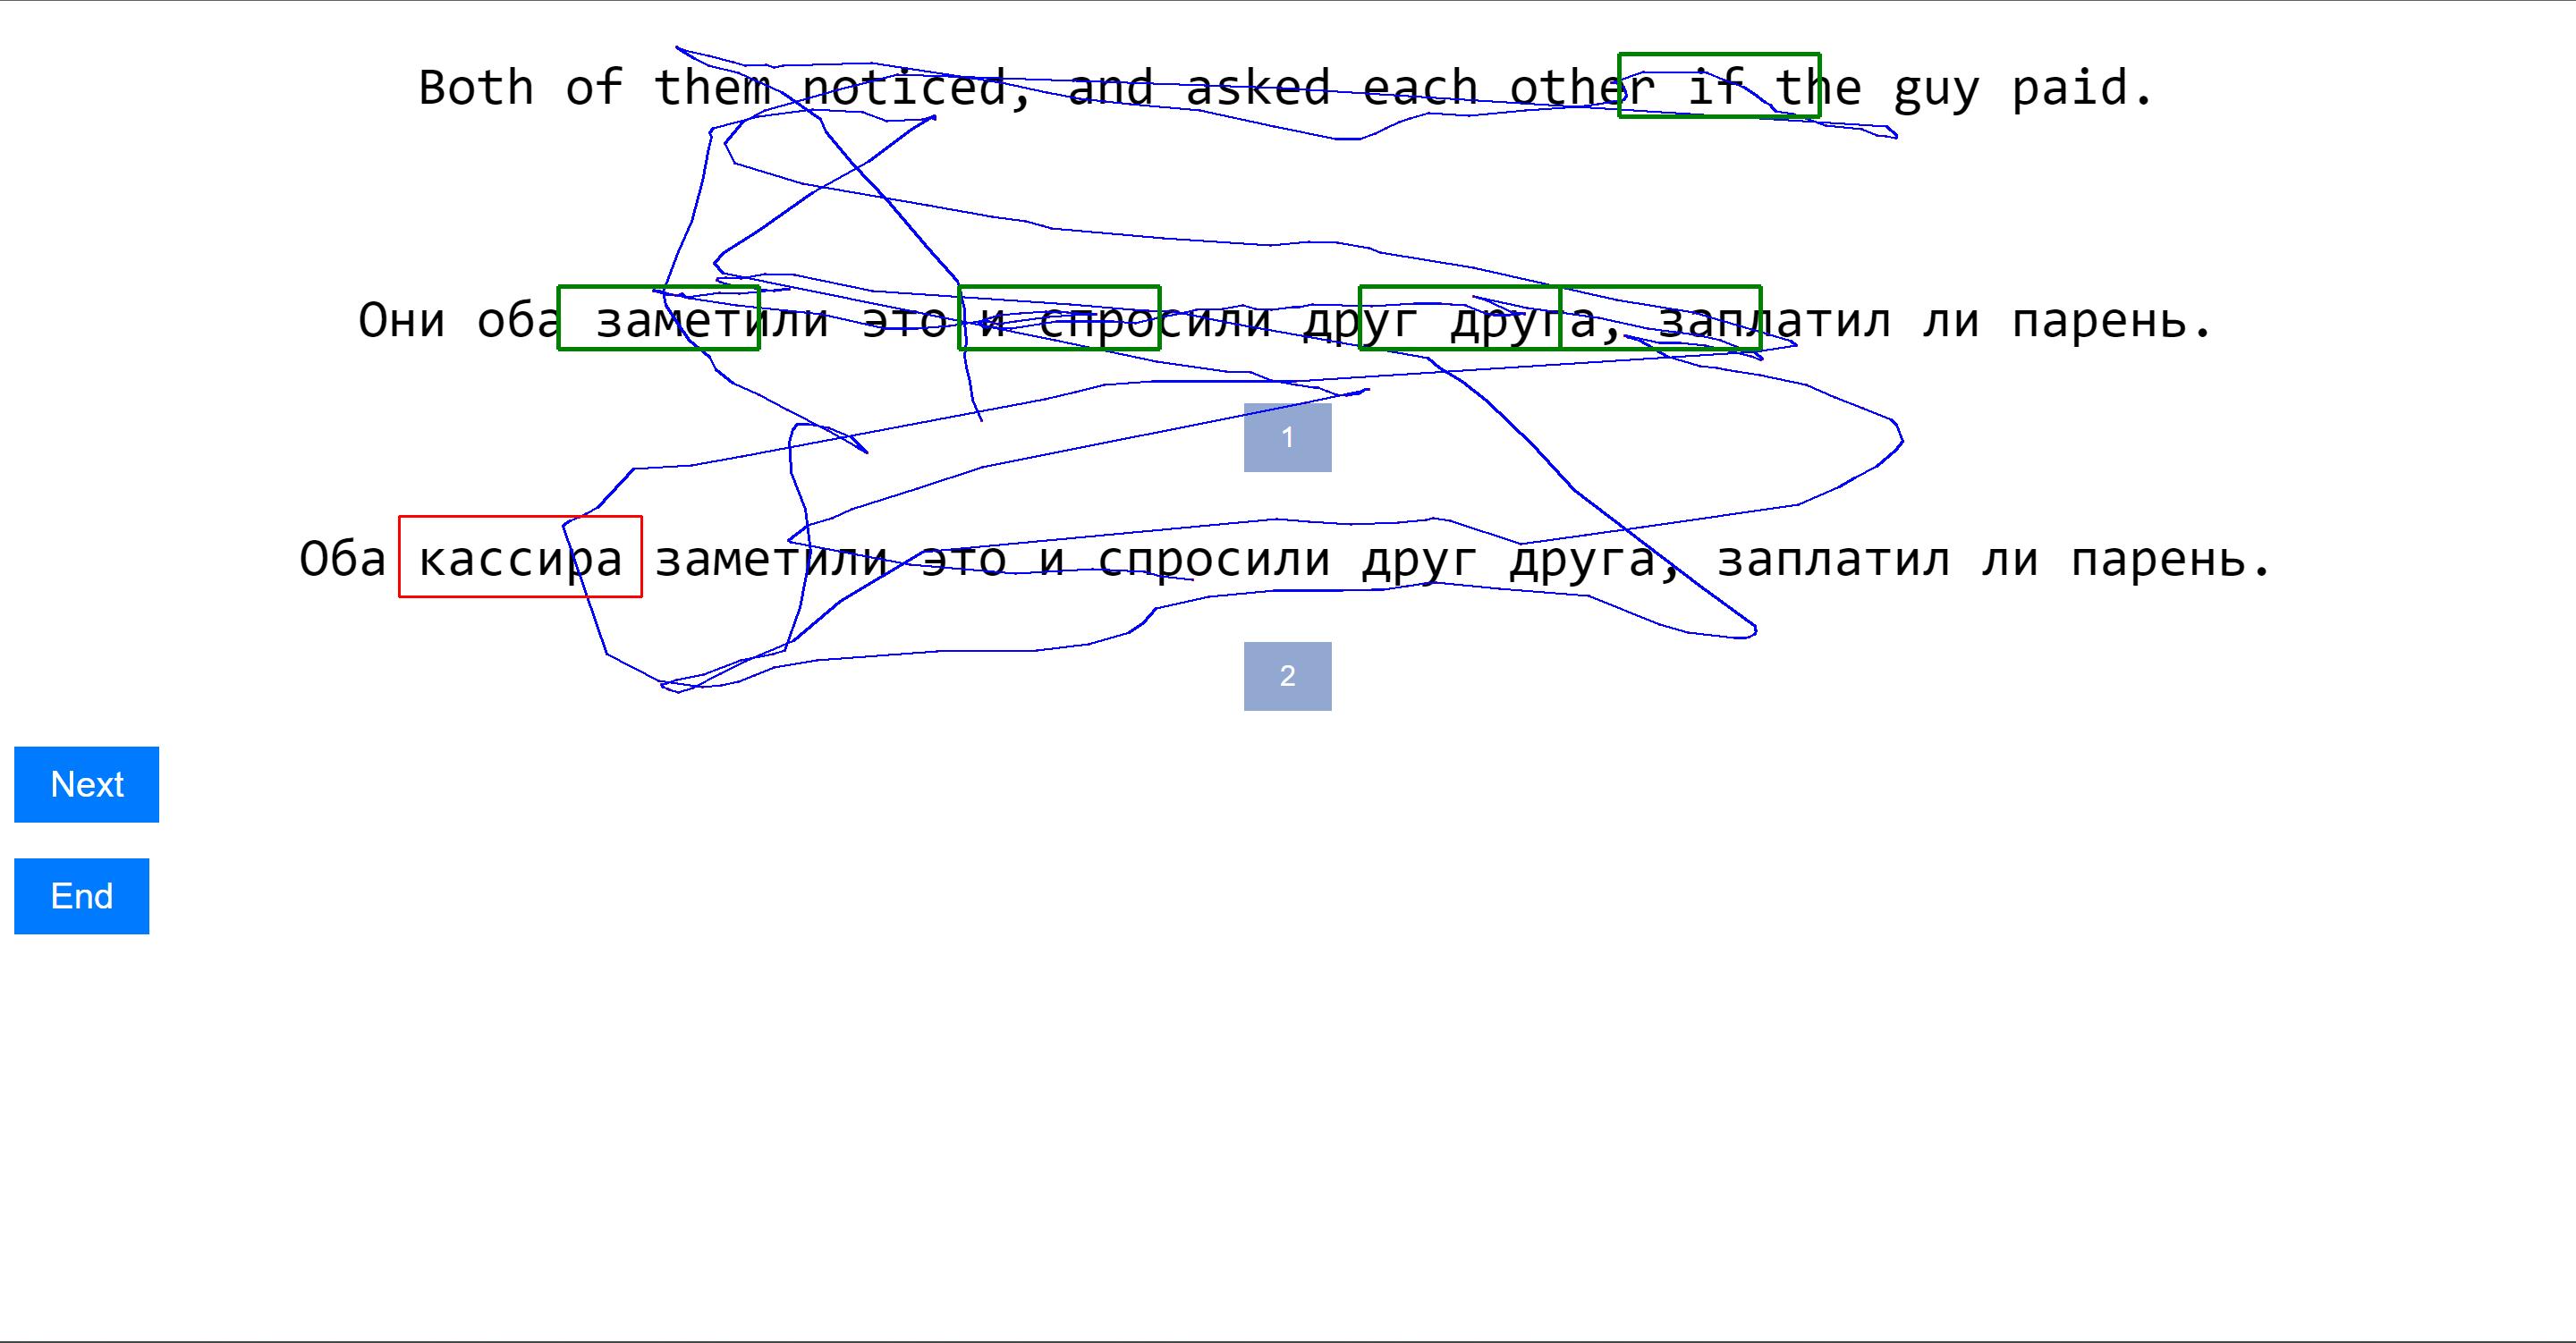 Both of them noticed, and asked each other if the guy paid.
Они оба заметили это и спросили друг друга, заплатил ли парень.
1
Оба кассира заметили это и спросили друг друга, заплатил ли парень.
2
Next
End